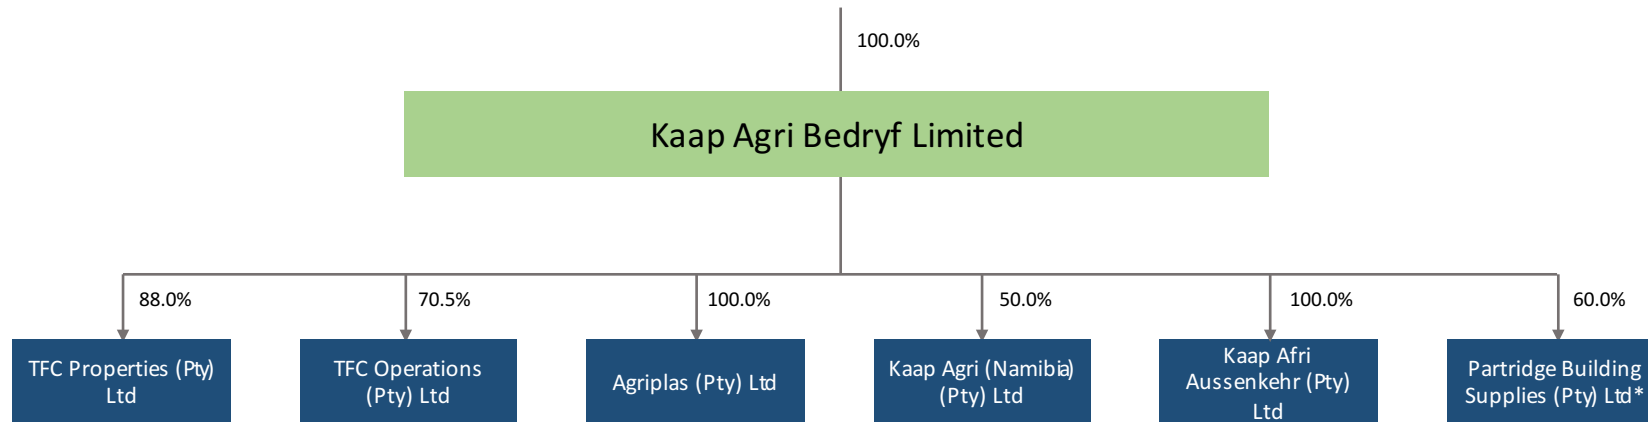 100.0%
Kaap Agri Bedryf Limited
88.0%
70.5%
100.0%
50.0%
100.0%
60.0%
TFC Properties (Pty)
Ltd
TFC Operations
(Pty) Ltd
Agriplas (Pty) Ltd
Kaap Agri (Namibia)
(Pty) Ltd
Kaap Afri
Aussenkehr (Pty)
Ltd
Partridge Building
Supplies (Pty) Ltd*